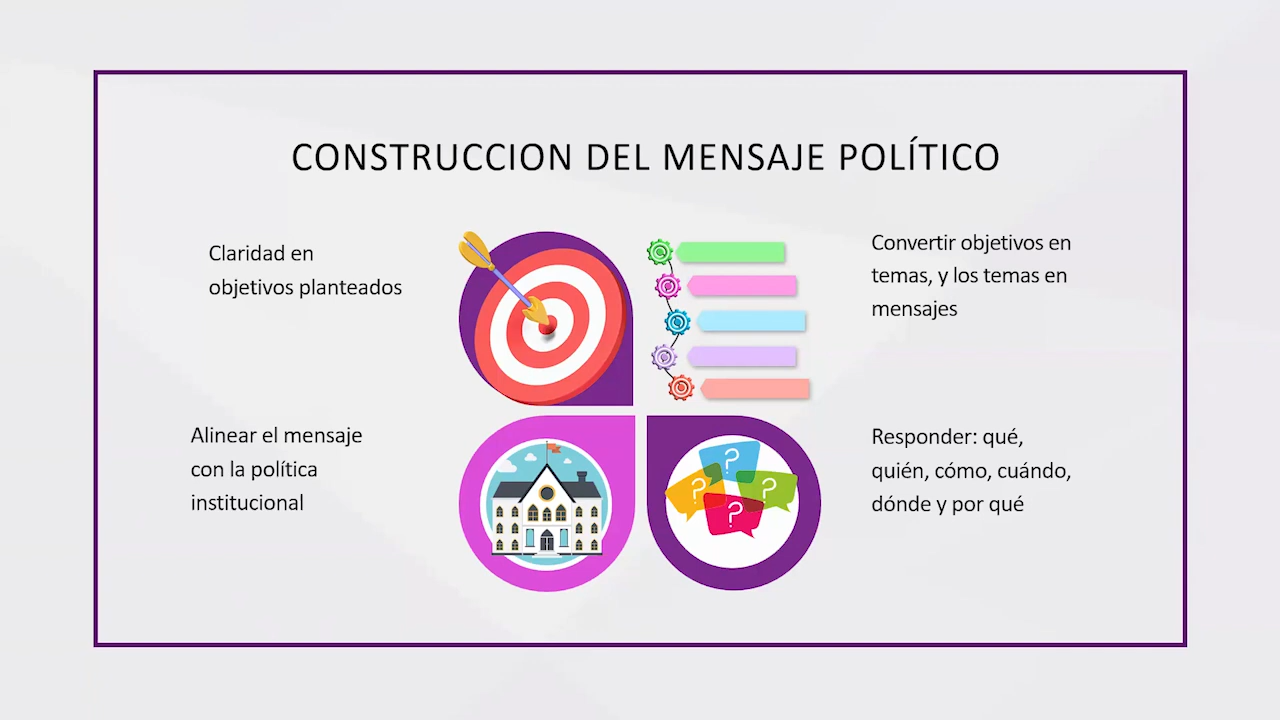 CONSTRUCCION DEL MENSAJE POLÍTICO
Claridad en
objetivos planteados
Convertir objetivos en
temas, y los temas en
mensajes
Alinear el mensaje
con la política
institucional
Responder: qué,
quién, cómo, cuándo,
dónde y por qué
?
?
?
?